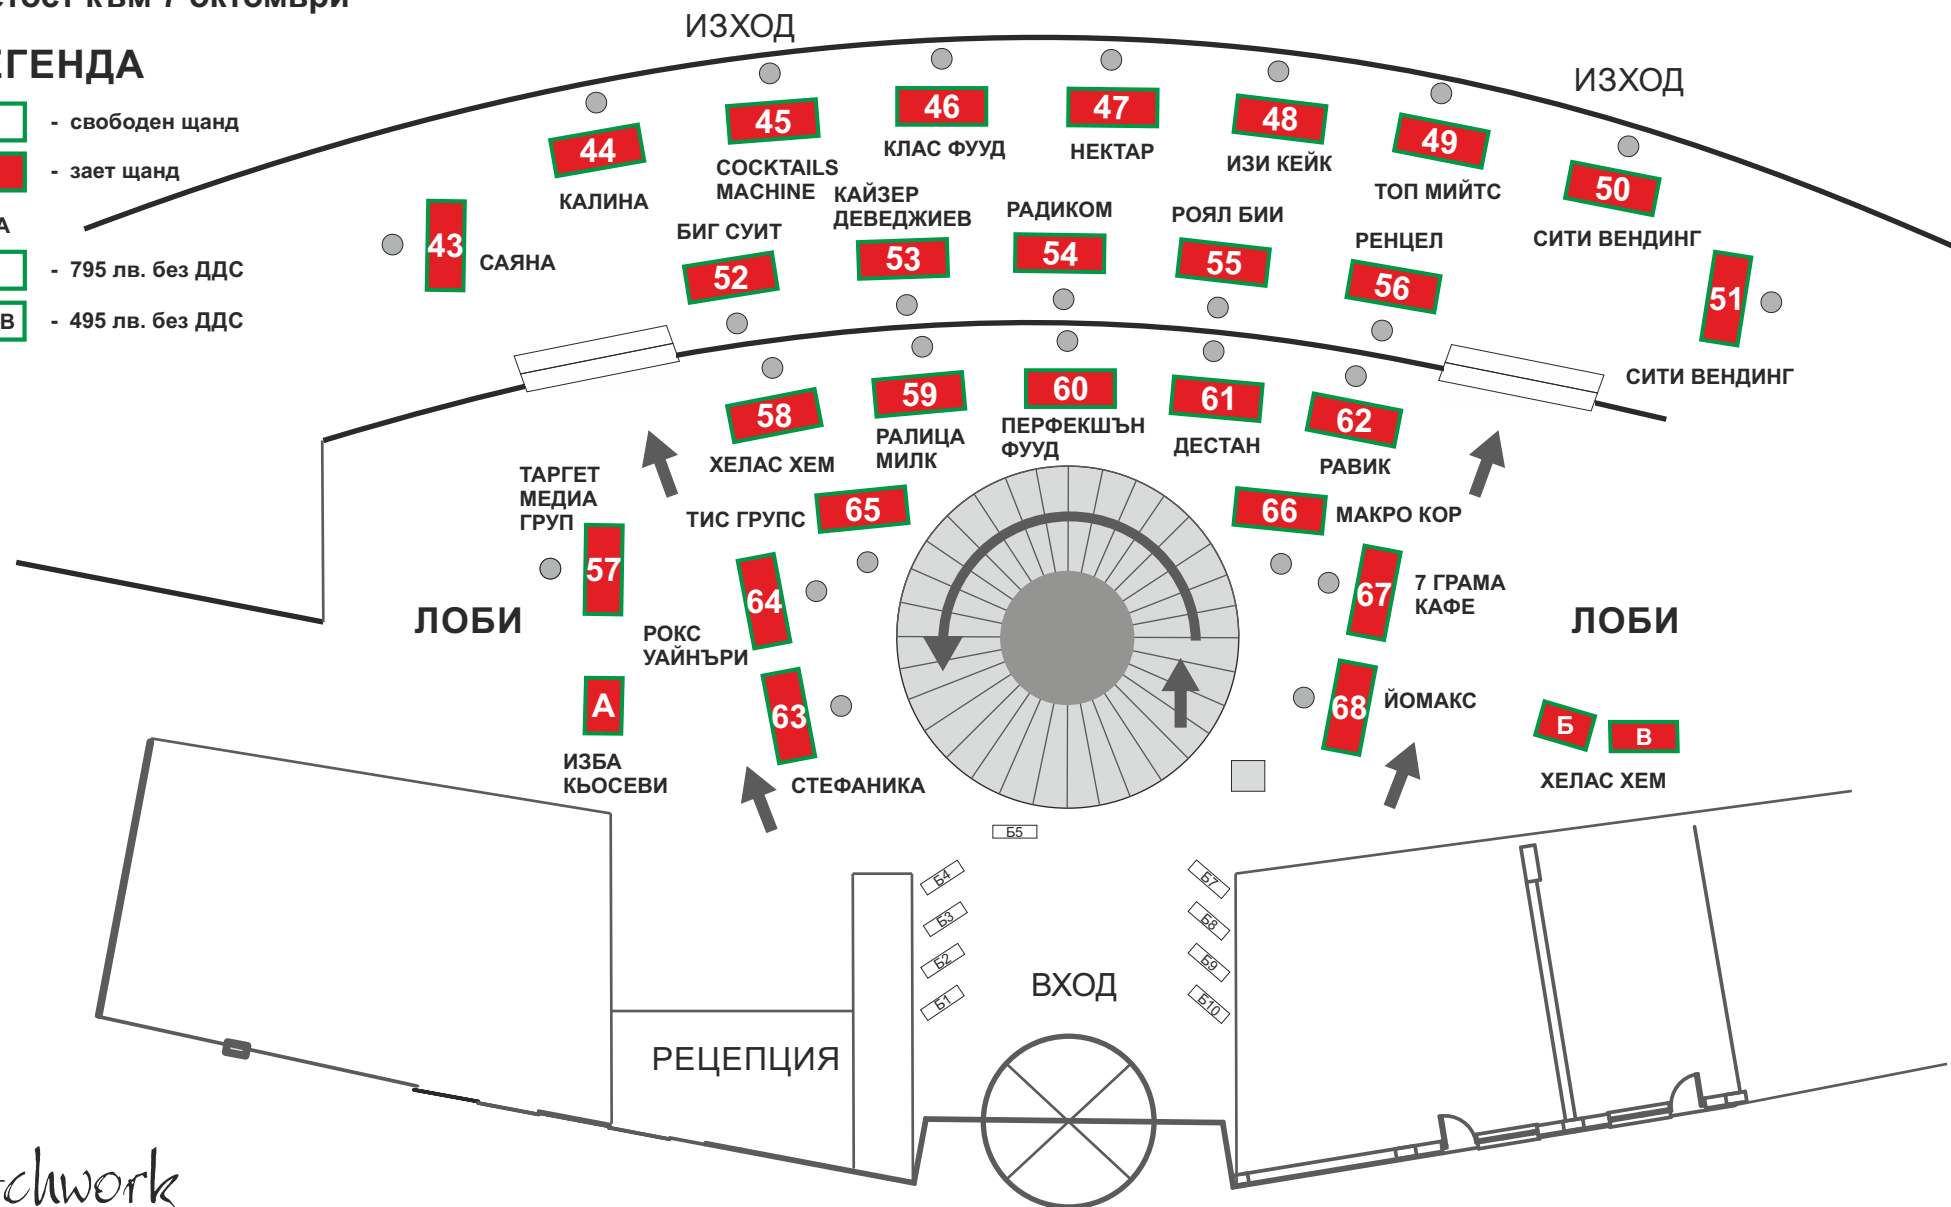 към 7 октомври
ЕГЕНДА
- свободен щанд
- зает щанд
А
- 795 лв. без ДДС
В - 495 лв. без ДДС
ИЗХОД
ИЗХОД
44
КАЛИНА
45
COCKTAILS
MACHINE
46
КЛАС ФУУД
47
НЕКТАР
48
ИЗИ КЕЙК
49
ТОП МИЙТС
50
СИТИ ВЕНДИНГ
43
САЯНА
БИГ СУИТ
52
КАЙЗЕР
ДЕВЕДЖИЕВ
53
РАДИКОМ
54
РОЯЛ БИИ
55
РЕНЦЕЛ
56
51
СИТИ ВЕНДИНГ
58
ХЕЛАС ХЕМ
59
РАЛИЦА
МИЛК
60
ПЕРФЕКШЪН
ФУУД
61
ДЕСТАН
62
РАВИК
ТАРГЕТ
МЕДИА
ГРУП
57
ТИС ГРУПС
65
66
МАКРО КОР
64
РОКС
УАЙНЪРИ
67
7 ГРАМА
КАФЕ
ЛОБИ
ЛОБИ
А
ИЗБА
КЬОСЕВИ
63
СТЕФАНИКА
68
ЙОМАКС
Б
В
ХЕЛАС ХЕМ
Б5
Б4
Б3
Б2
Б1
Б7
Б8
Б9
Б10
ВХОД
РЕЦЕПЦИЯ
chwork